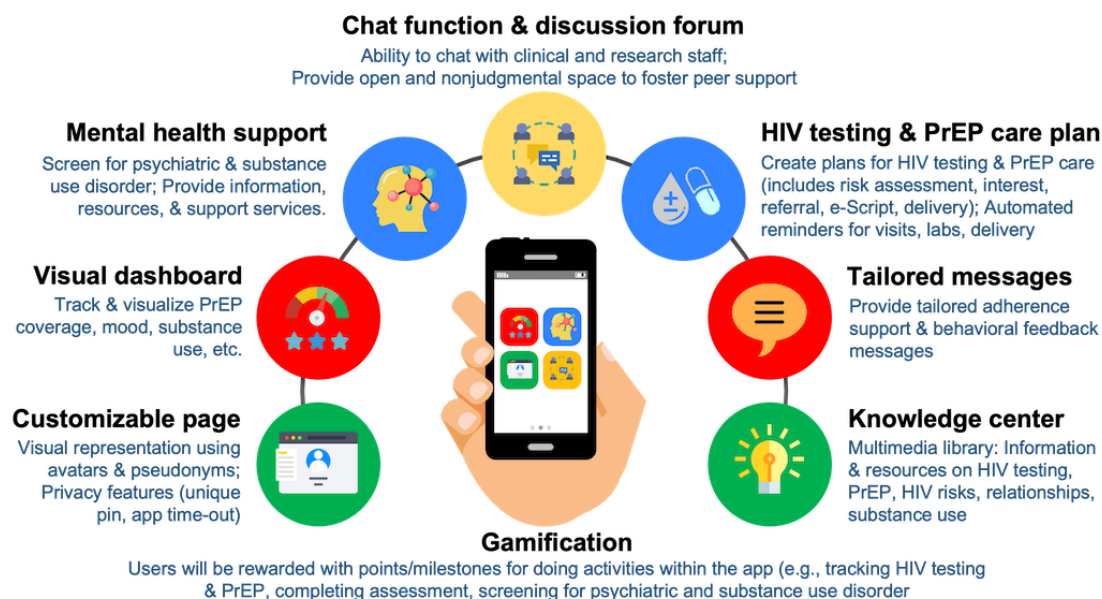 Chat function & discussion forum
Ability to chat with clinical and research staff;
Provide open and nonjudgmental space to foster peer support
Mental health support
Screen for psychiatric & substance
use disorder; Provide information,
resources, & support services.
HIV testing & PrEP care plan
Create plans for HIV testing & PrEP care
(includes risk assessment, interest,
referral, e-Script, delivery); Automated
reminders for visits, labs, delivery
Visual dashboard
Track & visualize PrEP
coverage, mood, substance
use, etc.
Tailored messages
Provide tailored adherence
support & behavioral feedback
messages
Customizable page
Visual representation using
avatars & pseudonyms;
Privacy features (unique
pin, app time-out)
Knowledge center
Multimedia library: Information
& resources on HIV testing,
PrEP, HIV risks, relationships,
substance use
Gamification
Users will be rewarded with points/milestones for doing activities within the app (e.g., tracking HIV testing
& PrEP, completing assessment, screening for psychiatric and substance use disorder